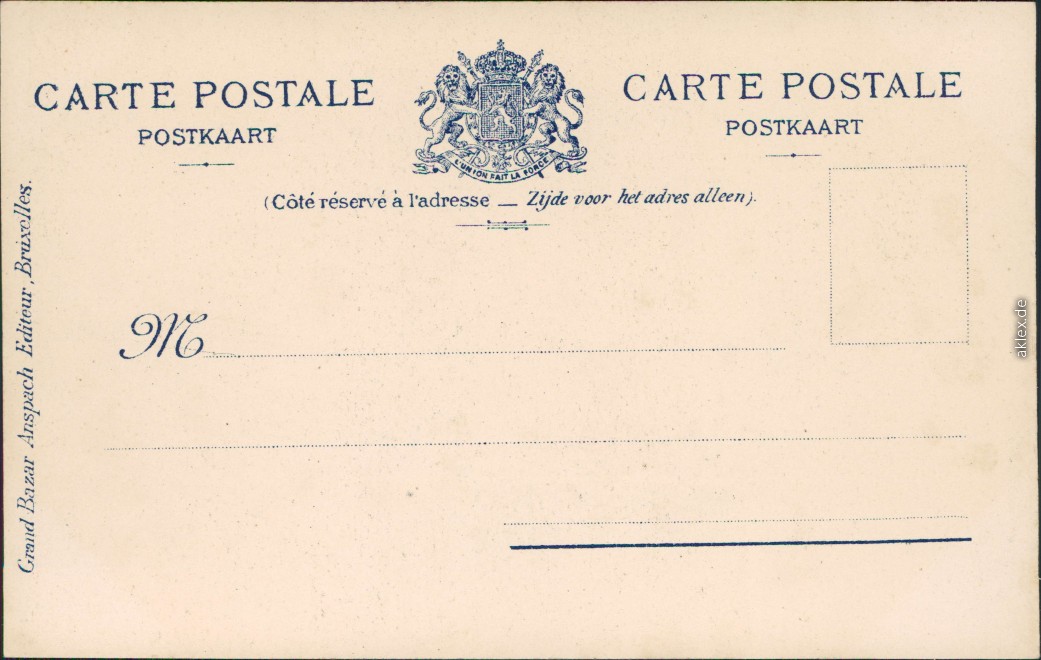 CARTE POSTALE
POSTKAART
L'UNION FAIT LA FORCE
CARTE POSTALE
POSTKAART
(Côté réservé à l'adresse — Zijde voor het adres alleen).
M
Grand Bazar Anspach Editeur, Bruxelles.
aklex.de